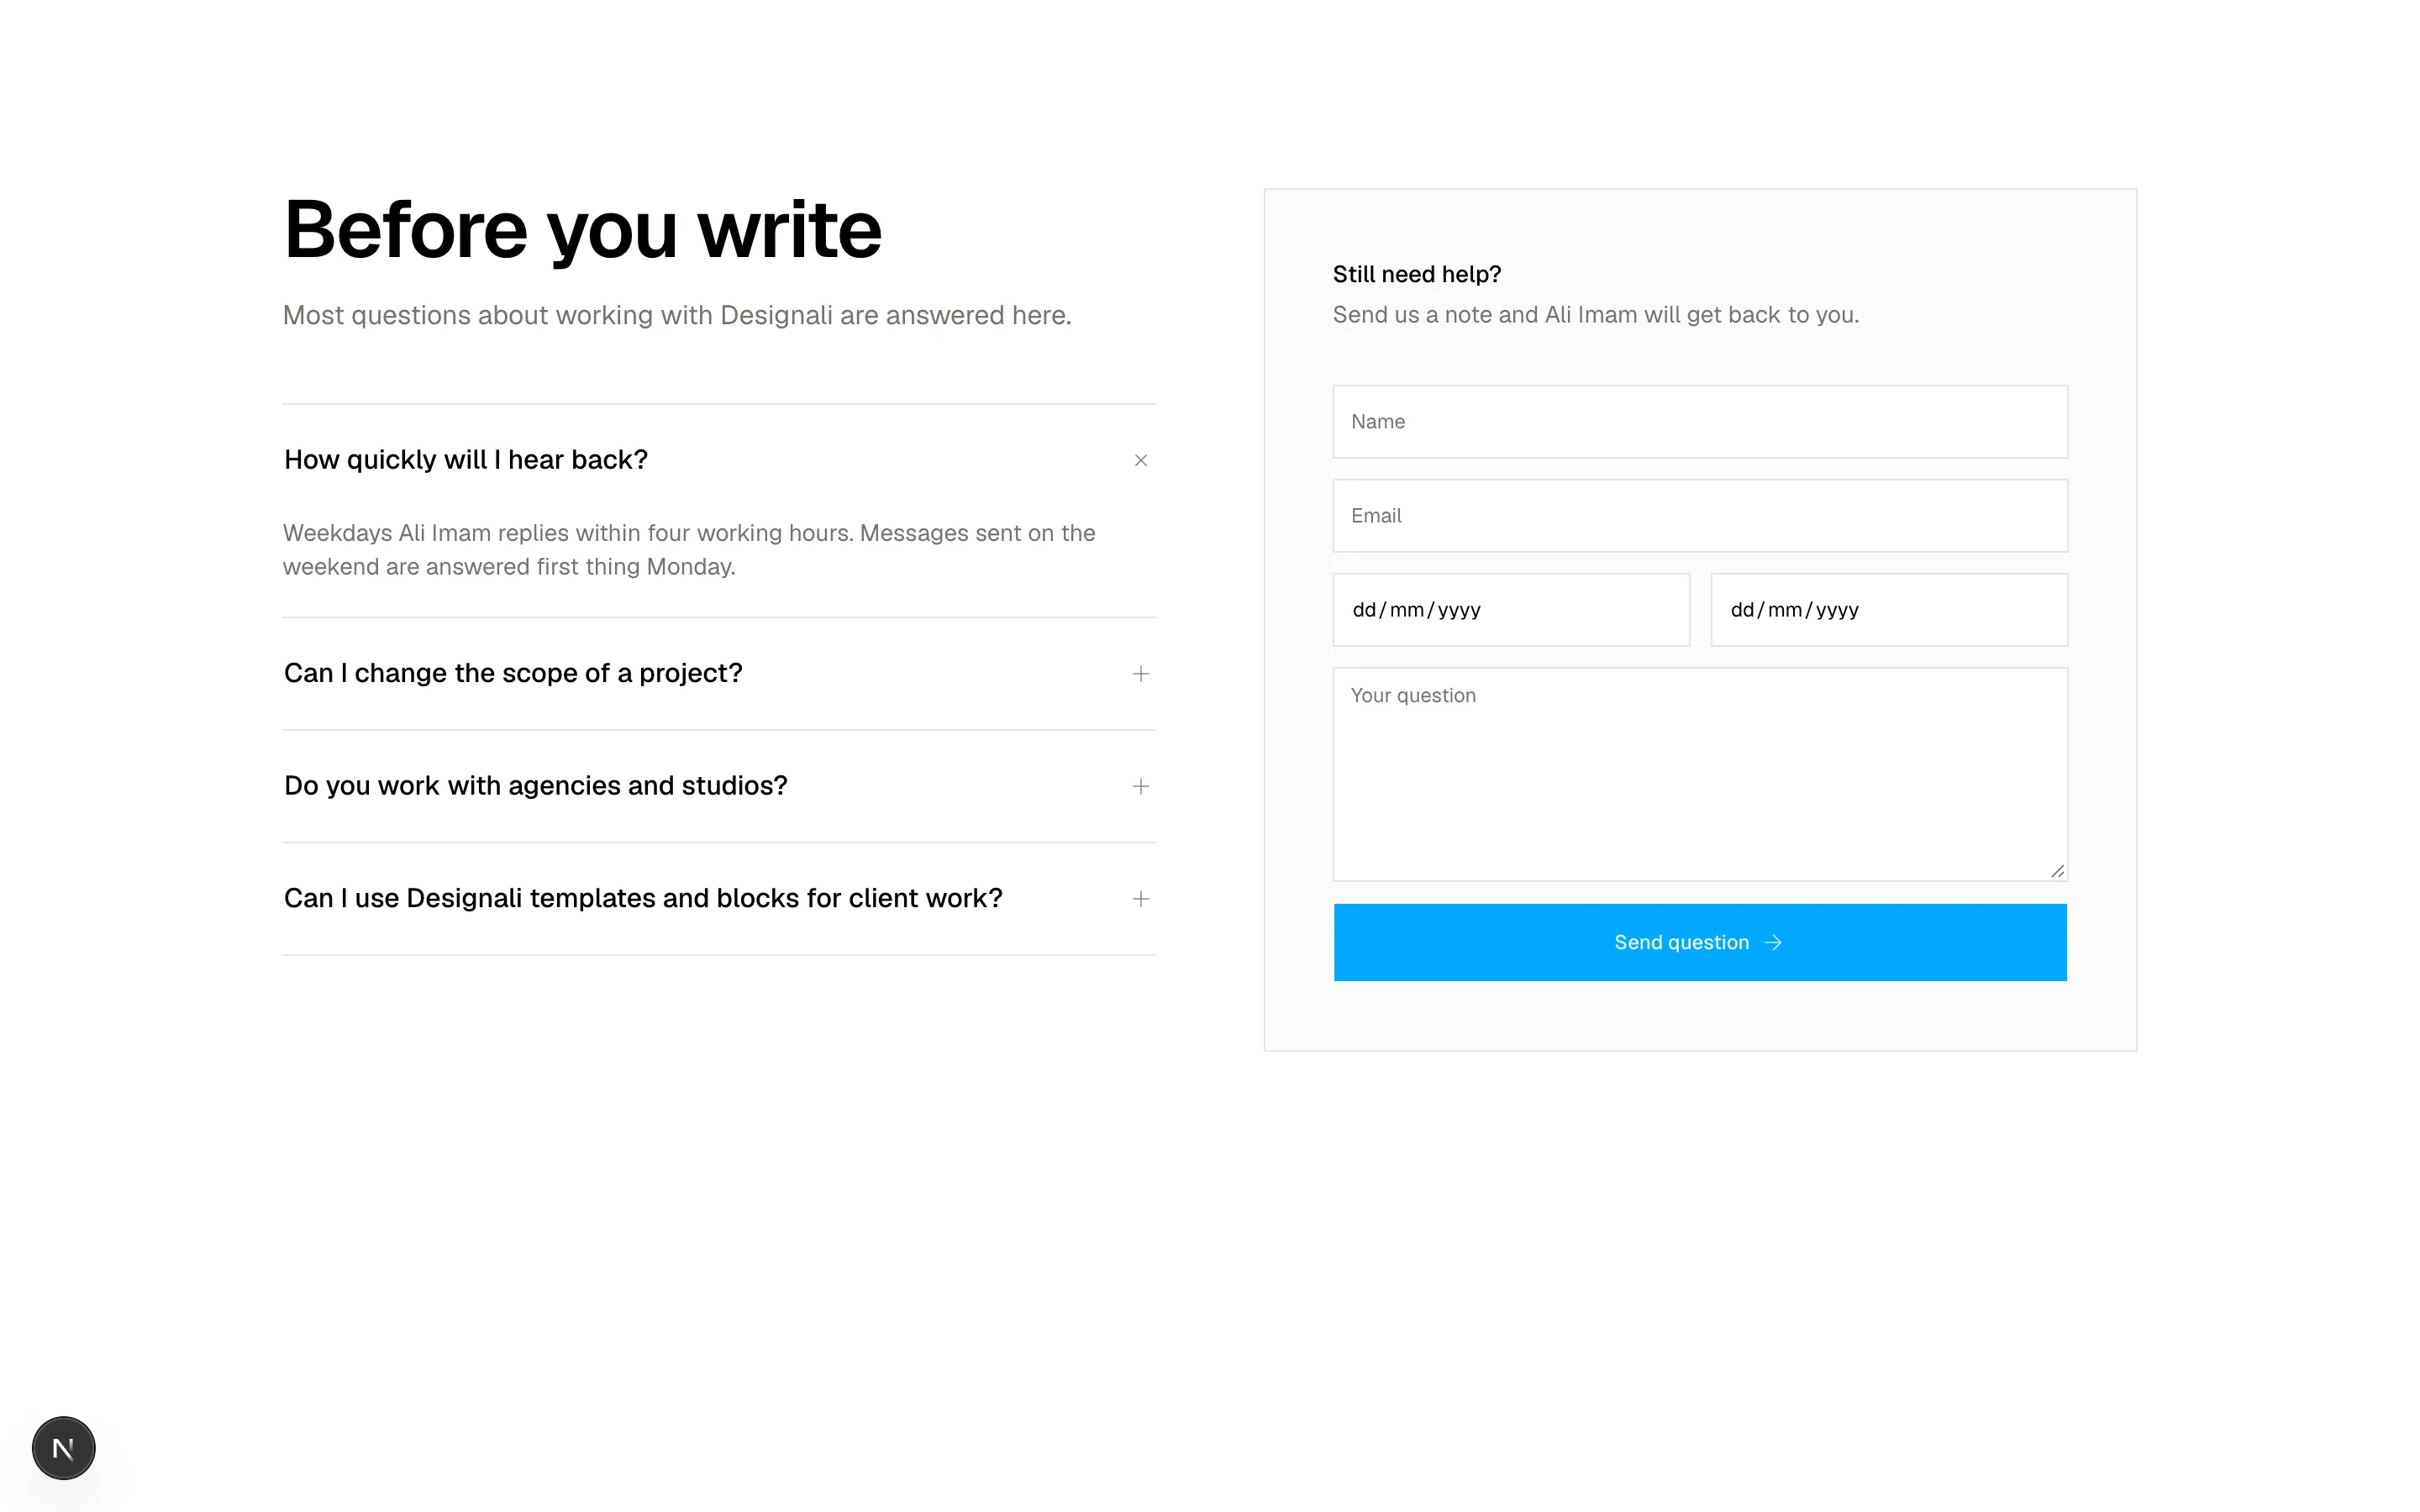 Before you write
Most questions about working with Designali are answered here.
How quickly will I hear back?
Weekdays Ali Imam replies within four working hours. Messages sent on the
weekend are answered first thing Monday.
Can I change the scope of a project?
Do you work with agencies and studios?
Can I use Designali templates and blocks for client work?
Still need help?
Send us a note and Ali Imam will get back to you.
Name
Email
dd/mm/yyyy
dd/mm/yyyy
Your question
Send question
N